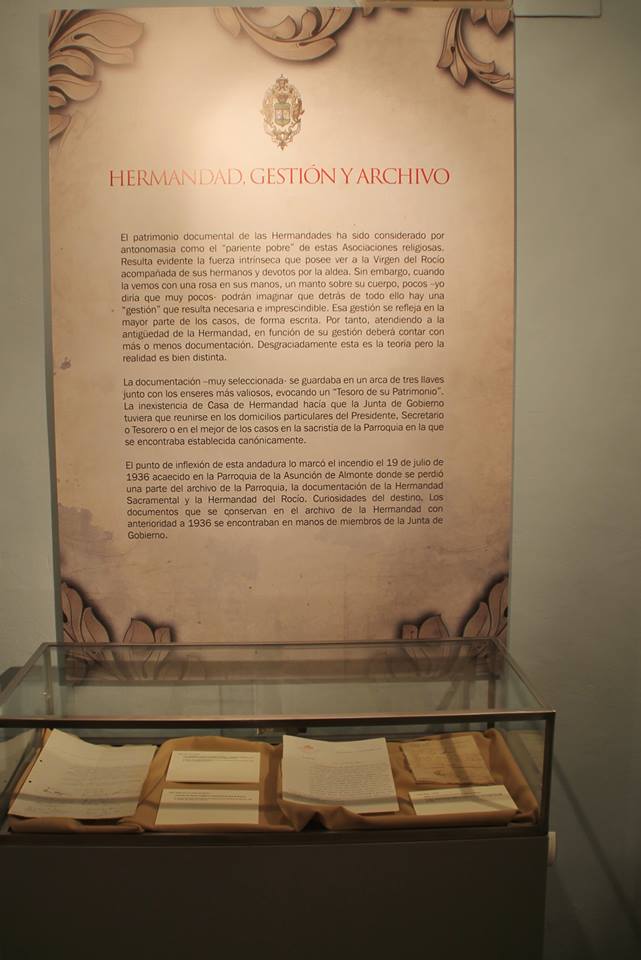 HERMANDAD, GESTIÓN Y ARCHIVO
El patrimonio documental de las Hermandades ha sido considerado por
antonomasia como el “pariente pobre” de estas Asociaciones religiosas.
Resulta evidente la fuerza intrínseca que posee ver a la Virgen del Rocío
acompañada de sus hermanos y devotos por la aldea. Sin embargo, cuando
la vemos con una rosa en sus manos, un manto sobre su cuerpo, pocos –yo
diría que muy pocos- podrán imaginar que detrás de todo ello hay una
“gestión” que resulta necesaria e imprescindible. Esa gestión se refleja en la
mayor parte de los casos, de forma escrita. Por tanto, atendiendo a la
antigüedad de la Hermandad, en función de su gestión deberá contar con
más o menos documentación. Desgraciadamente esta es la teoría pero la
realidad es bien distinta.
La documentación –muy seleccionada- se guardaba en un arca de tres llaves
junto con los enseres más valiosos, evocando un “Tesoro de su Patrimonio”.
La inexistencia de Casa de Hermandad hacía que la Junta de Gobierno
tuviera que reunirse en los domicilios particulares del Presidente, Secretario
o Tesorero o en el mejor de los casos en la sacristía de la Parroquia en la que
se encontraba establecida canónicamente.
El punto de inflexión de esta andadura lo marcó el incendio el 19 de julio de
1936 acaecido en la Parroquia de la Asunción de Almonte donde se perdió
una parte del archivo de la Parroquia, la documentación de la Hermandad
Sacramental y la Hermandad del Rocío. Curiosidades del destino, Los
documentos que se conservan en el archivo de la Hermandad con
anterioridad a 1936 se encontraban en manos de miembros de la Junta de
Gobierno.